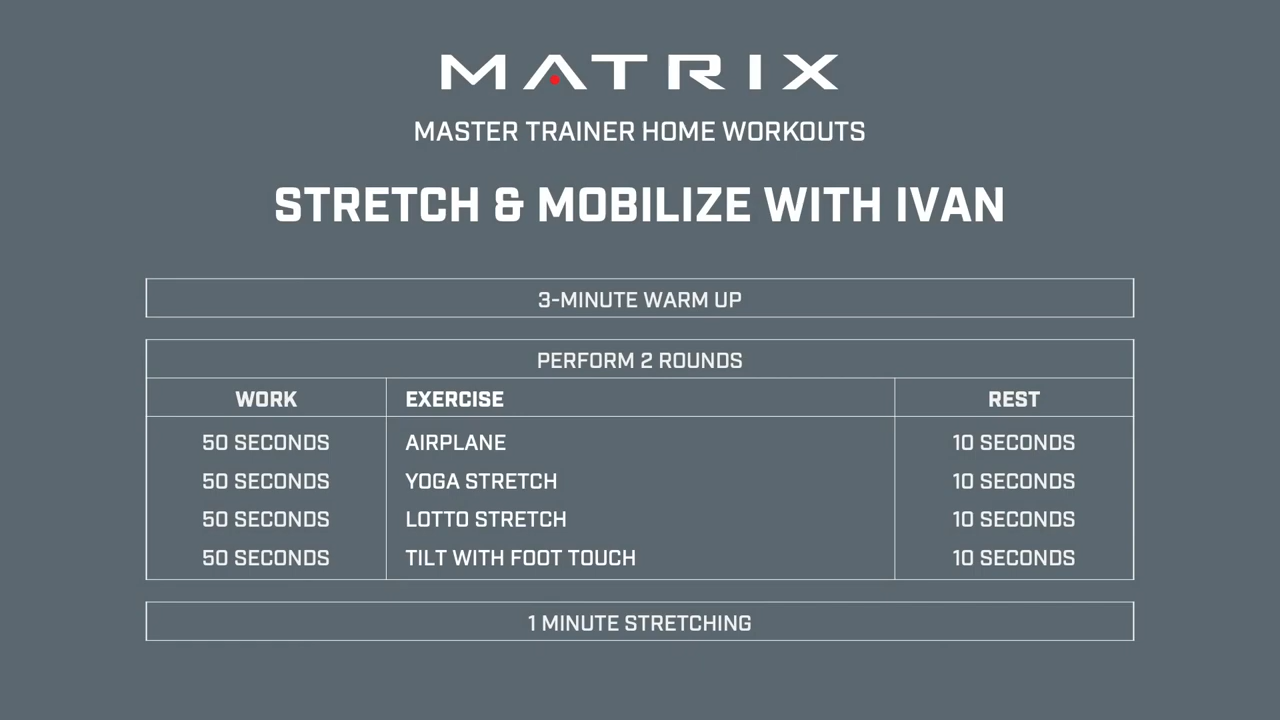 MATRIX
MASTER TRAINER HOME WORKOUTS
STRETCH & MOBILIZE WITH IVAN
3-MINUTE WARM UP
PERFORM 2 ROUNDS
WORK EXERCISE REST
50 SECONDS AIRPLANE 10 SECONDS
50 SECONDS YOGA STRETCH 10 SECONDS
50 SECONDS LOTTO STRETCH 10 SECONDS
50 SECONDS TILT WITH FOOT TOUCH 10 SECONDS
1 MINUTE STRETCHING